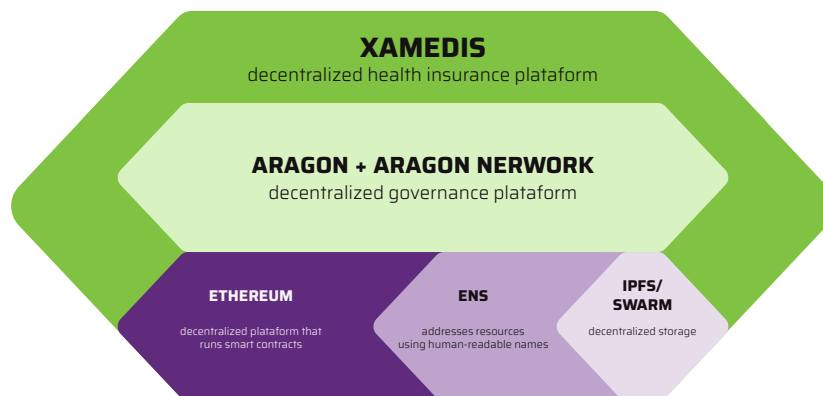 XAMEDIS
decentralized health insurance plataform
ARAGON + ARAGON NERWORK
decentralized governance plataform
ETHEREUM
decentralized plataform that
runs smart contracts
ENS
addresses resources
using human-readable names
IPFS/
SWARM
decentralized storage